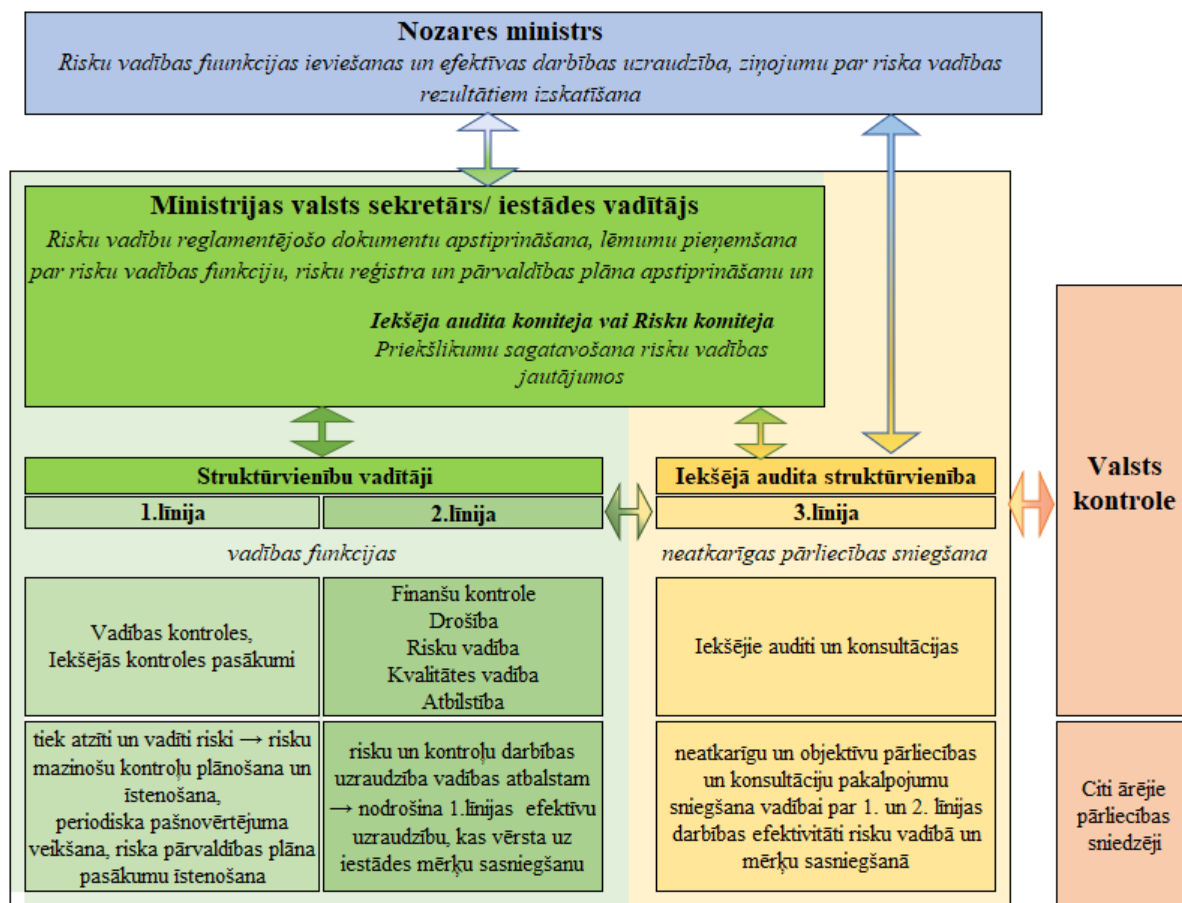 Nozares ministrs
Risku vadības fuunkcijas ieviešanas un efektīvas darbības uzraudzība, ziņojumu par riska vadības
rezultātiem izskatīšana
Ministrijas valsts sekretārs/ iestādes vadītājs
Risku vadību reglamentējošo dokumentu apstiprināšana, lēmumu pieņemšana
par risku vadības funkciju, risku reģistra un pārvaldības plāna apstiprināšanu un
Iekšēja audita komiteja vai Risku komiteja
Priekšlikumu sagatavošana risku vadības
jautājumos
Struktūrvienību vadītāji
1.līnija
2.līnija
vadības funkcijas
Vadības kontroles,
Iekšējās kontroles pasākumi
Finanšu kontrole
Drošība
Risku vadība
Kvalitātes vadība
Atbilstība
tiek atzīti un vadīti riski → risku
mazinošu kontroļu plānošana un
īstenošana,
periodiska pašnovērtējuma
veikšana, riska pārvaldības plāna
pasākumu īstenošana
risku un kontroļu darbības
uzraudzība vadības atbalstam
→ nodrošina 1.līnijas efektīvu
uzraudzību, kas vērsta uz
iestādes mērķu sasniegšanu
Iekšējā audita struktūrvienība
3.līnija
neatkarīgas pārliecības sniegšana
Iekšējie auditi un konsultācijas
neatkarīgu un objektīvu pārliecības
un konsultāciju pakalpojumu
sniegšana vadībai par 1. un 2. līnijas
darbības efektivitāti risku vadībā un
mērķu sasniegšanā
Valsts
kontrole
Citi ārējie
pārliecības
sniedzēji